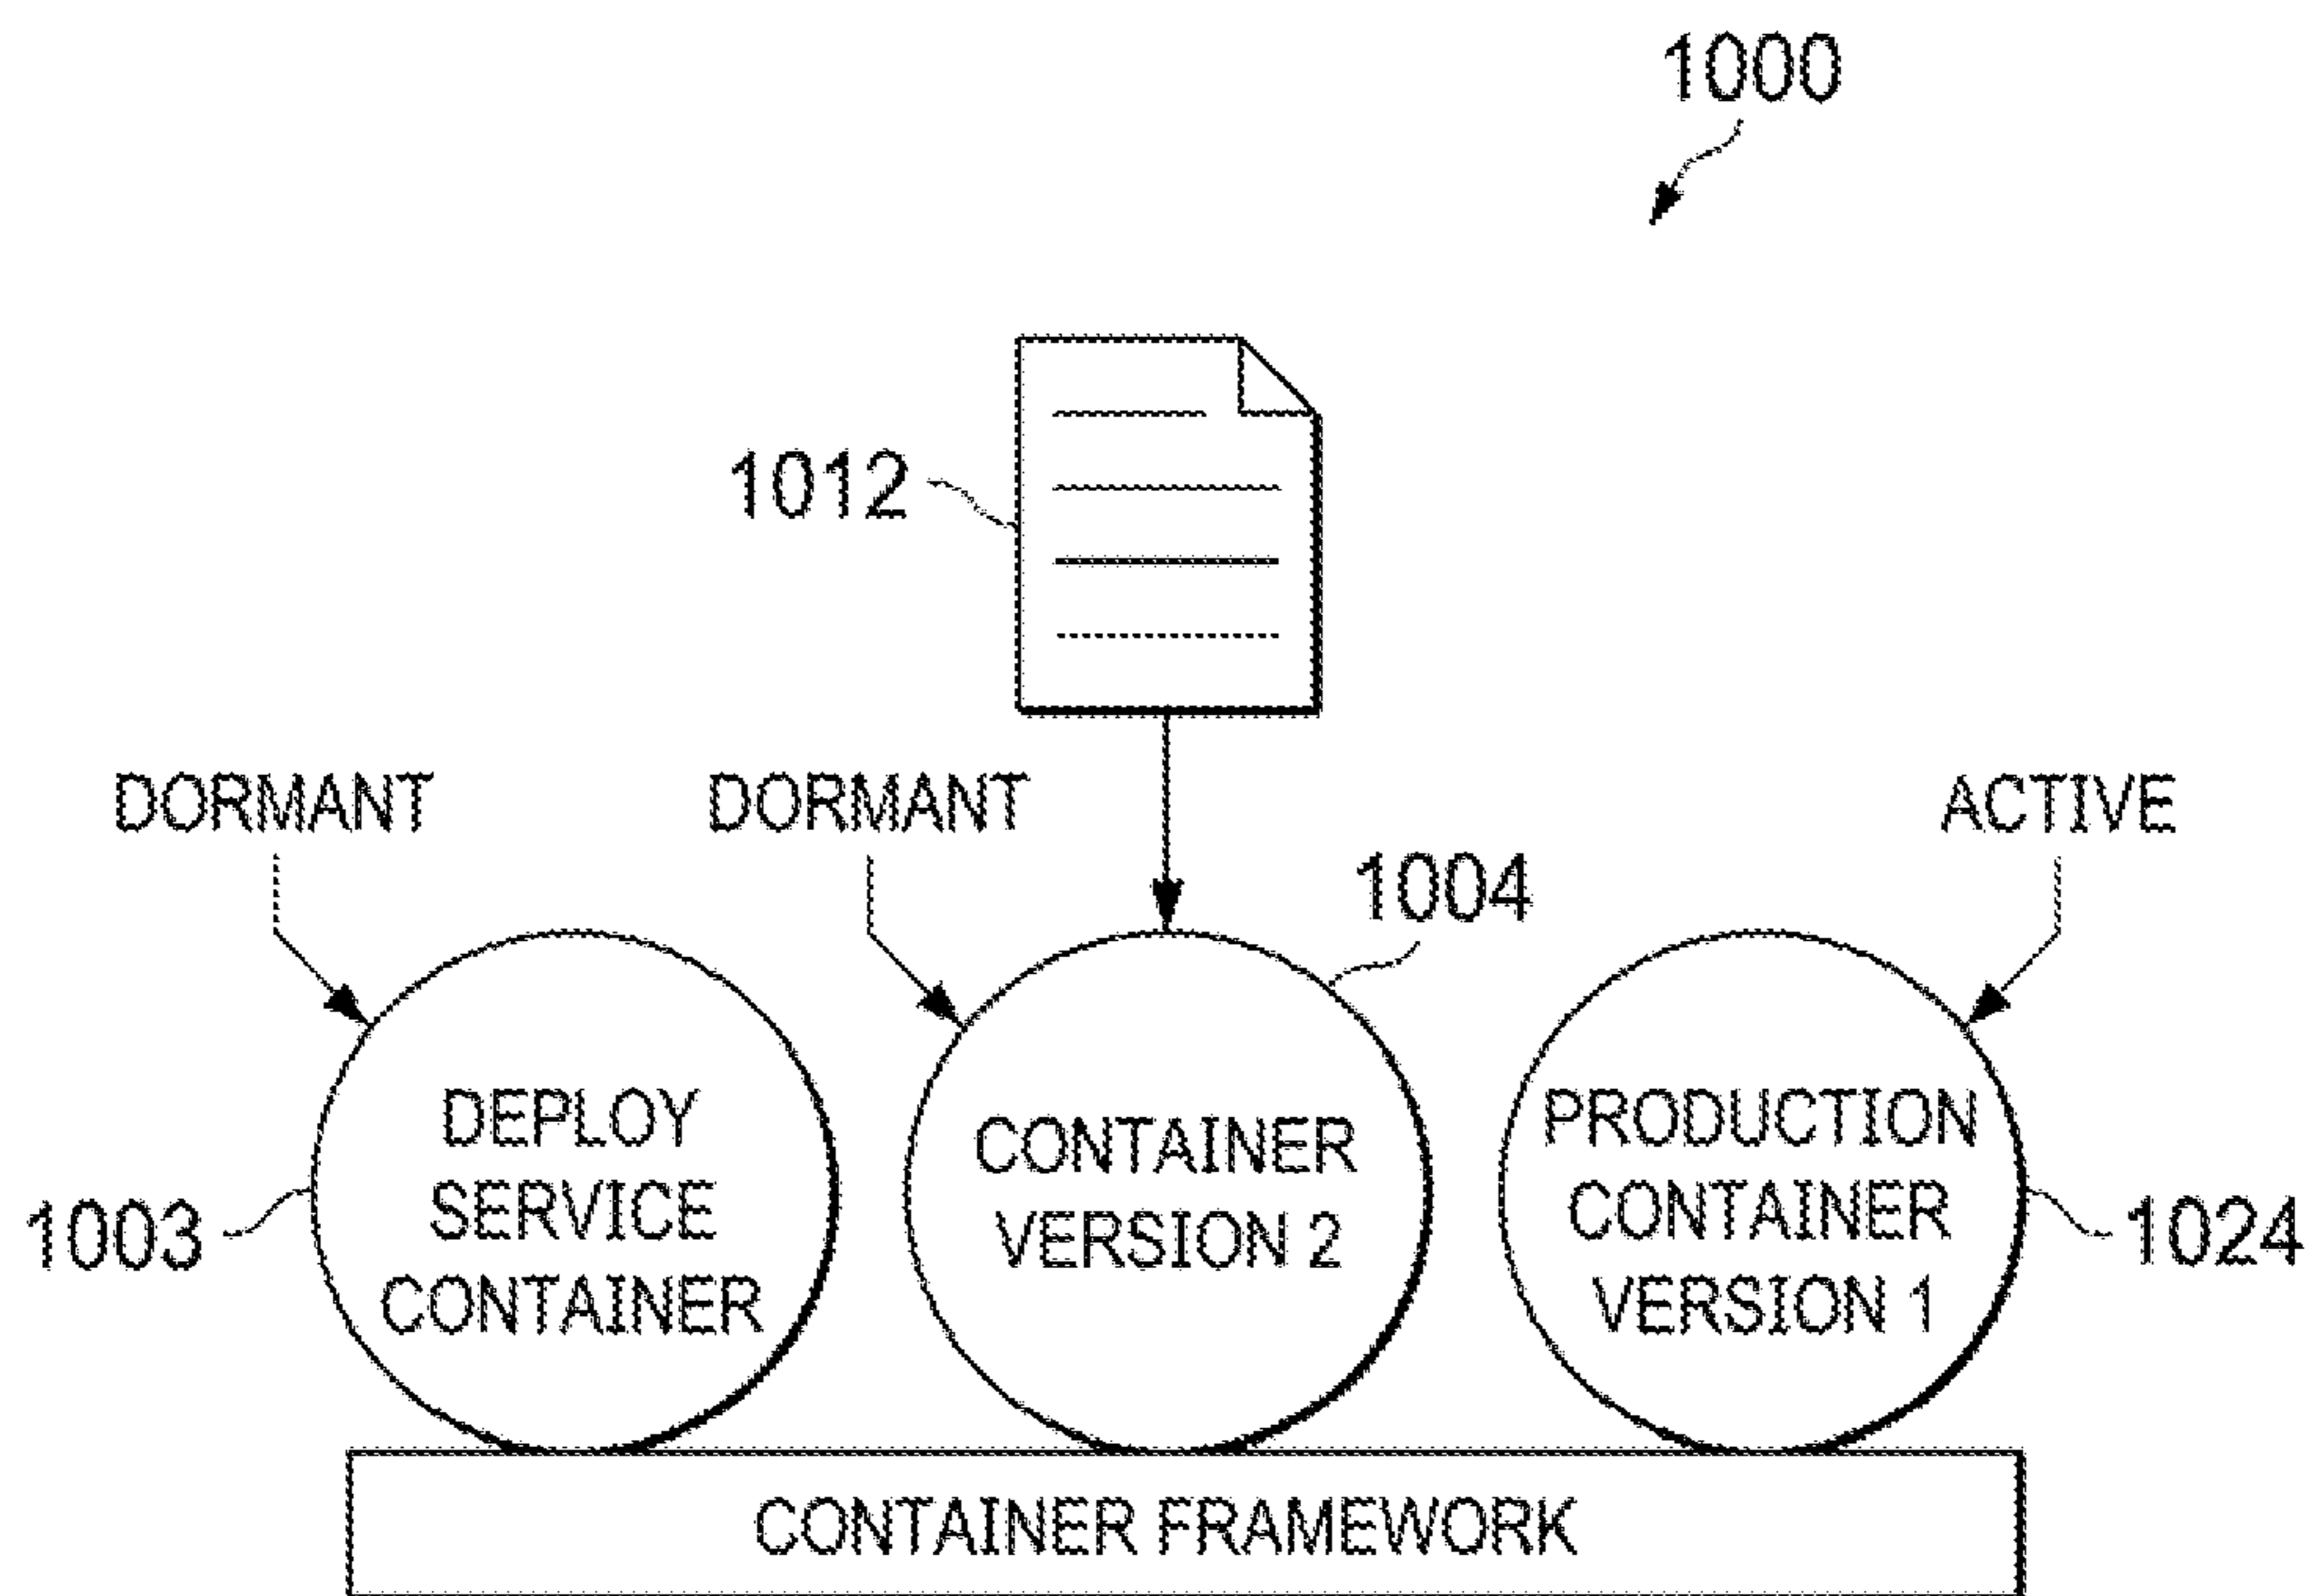 1000
1012
DORMANT
DORMANT
ACTIVE
1004
DEPLOY
SERVICE
CONTAINER
CONTAINER
VERSION 2
PRODUCTION
CONTAINER
VERSION 1
1003
1024
CONTAINER FRAMEWORK